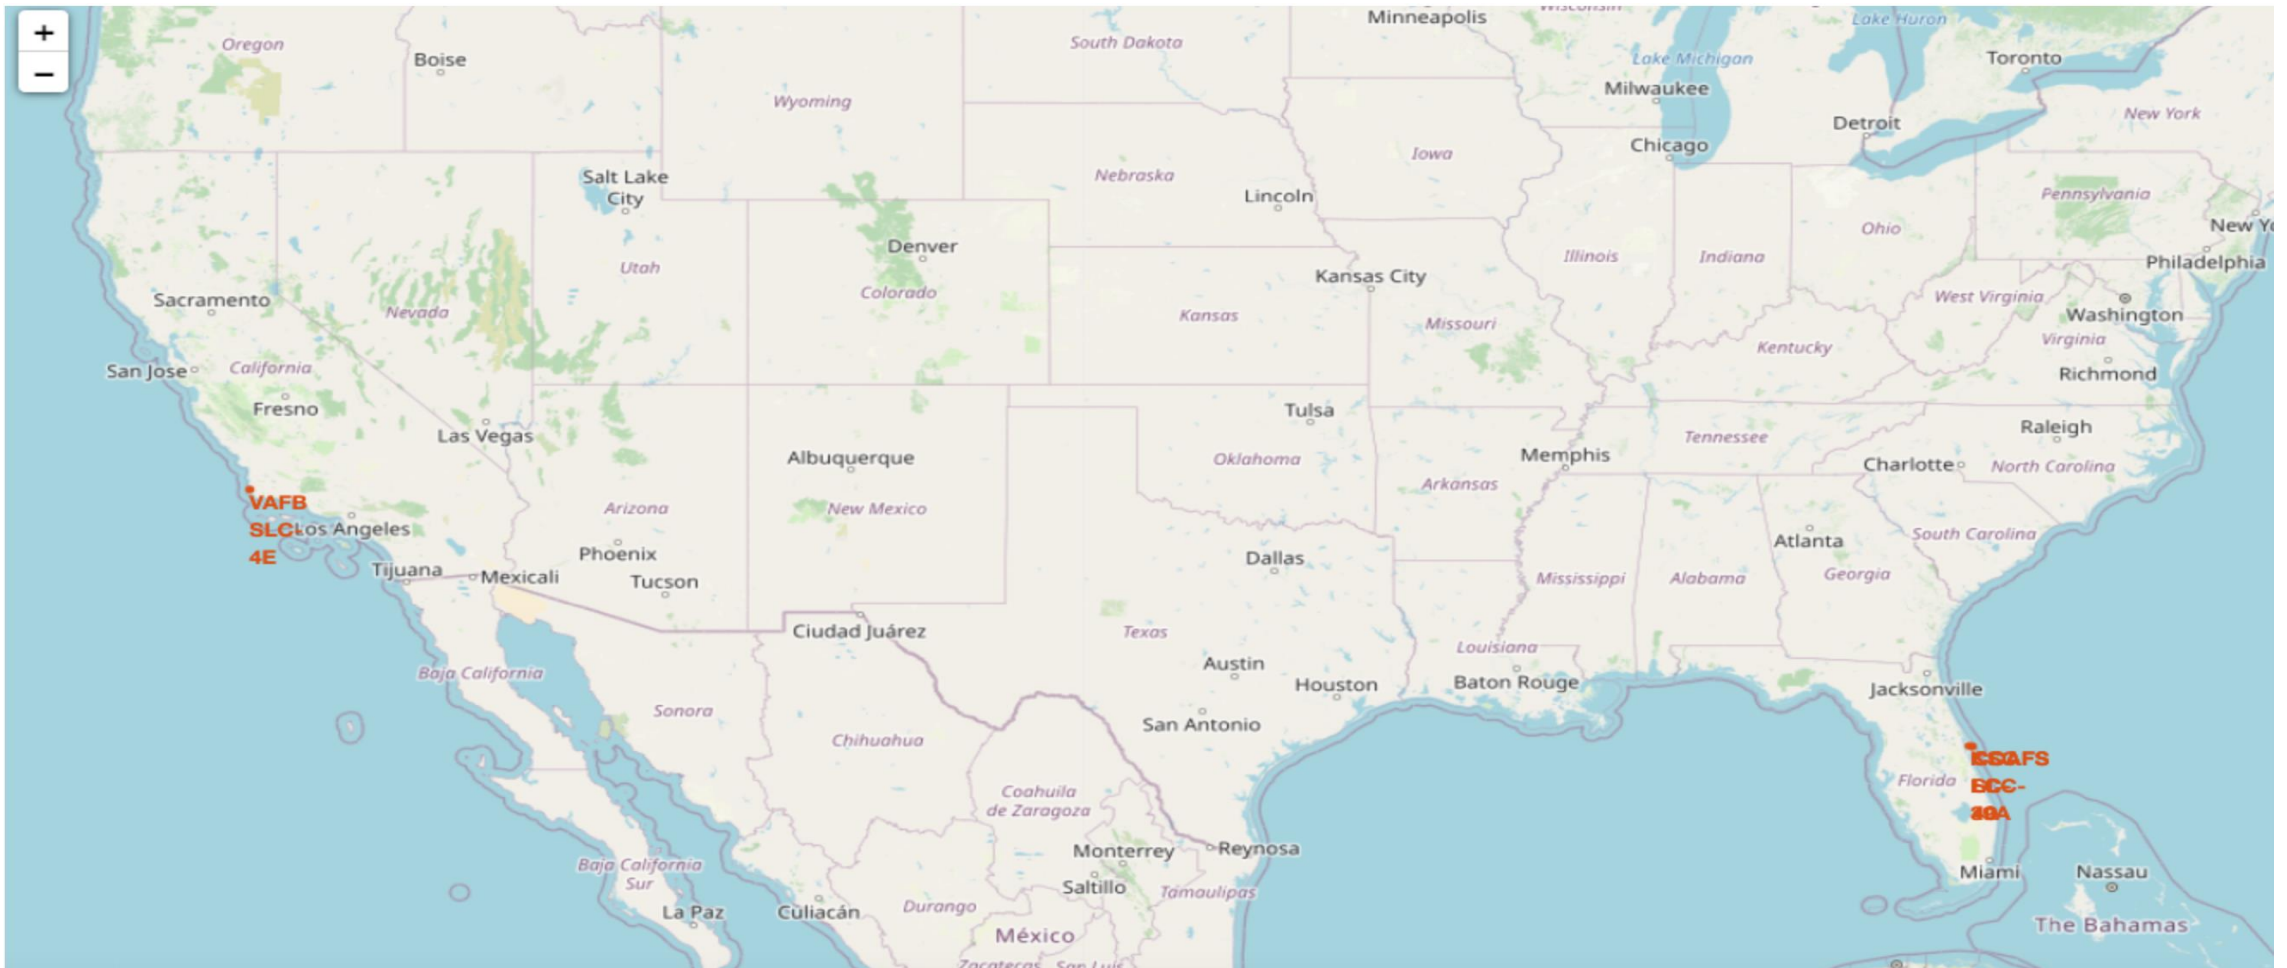 +
−
Oregon
Boise
South Dakota
Minneapolis
Wisconsin
Lake Huron
Toronto
Lake Michigan
Milwaukee
Wyoming
New York
Detroit
Chicago
Iowa
Salt Lake
City
Nebraska
Lincoln
Pennsylvania
New Yo
Ohio
Denver
Utah
Illinois
Indiana
Philadelphia
Kansas City
Colorado
Sacramento
West Virginia
Nevada
Kansas
Missouri
Washington
Virginia
Kentucky
San Jose
California
Richmond
Fresno
Tulsa
Las Vegas
Raleigh
Tennessee
Albuquerque
Oklahoma
Memphis
Charlotte
North Carolina
Arkansas
VAFB
SLC-
4E
Los Angeles
Arizona
New Mexico
South Carolina
Atlanta
Phoenix
Dallas
Tijuana
Mexicali
Tucson
Mississippi
Alabama
Georgia
Ciudad Juárez
Texas
Louisiana
Austin
Baja California
Houston
Baton Rouge
Jacksonville
Sonora
San Antonio
Chihuahua
Florida
Coahuila
de Zaragoza
Monterrey
Reynosa
Baja California
Sur
Saltillo
Tamaulipas
Miami
Nassau
La Paz
Culiacán
Durango
The Bahamas
México
Zacatecas
San Luis